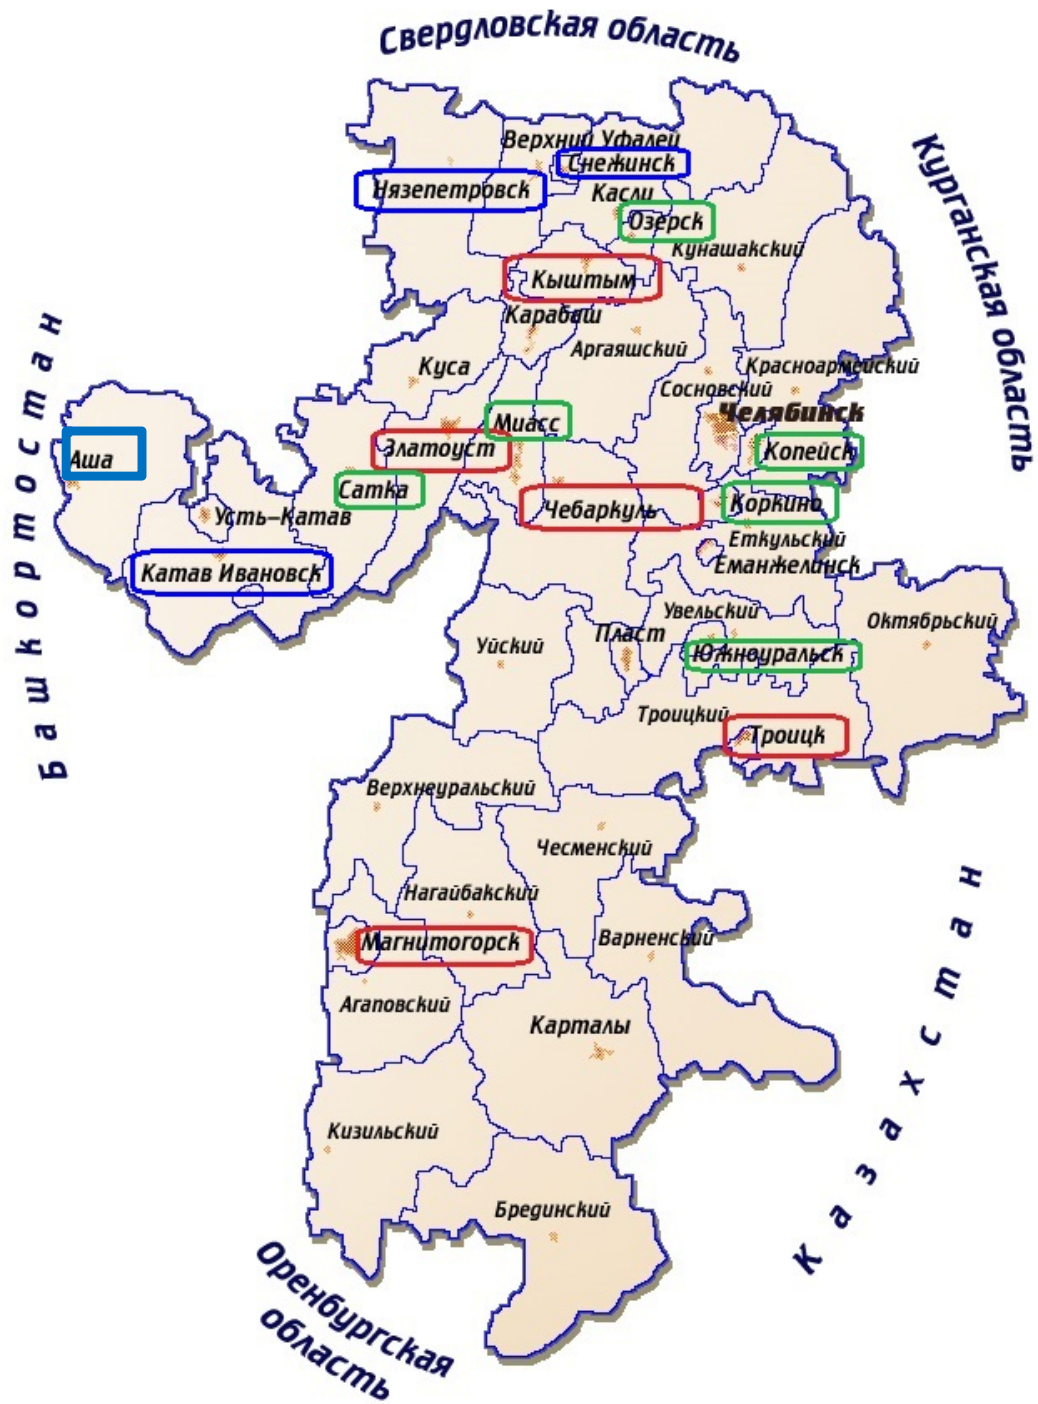 Свердловская область
Курганская область
Верхний Уфалей
Снежинск
Нязепетровск
Касли
Озерск
Кунашакский
Кыштым
Карабаш
Аргаяшский
Куса
Красноармейский
Сосновский
Челябинск
Миасс
Златоуст
Копейск
Аша
Сатка
Чебаркуль
Коркино
Усть-Катав
Еткульский
Еманжелинск
Катав Ивановск
Башкортостан
Увельский
Октябрьский
Пласт
Уйский
Южноуральск
Троицкий
Троицк
Верхнеуральский
Чесменский
Нагайбакский
Магнитогорск
Варненский
Агаповский
Карталы
Казахстан
Кизильский
Брединский
Оренбургская
область